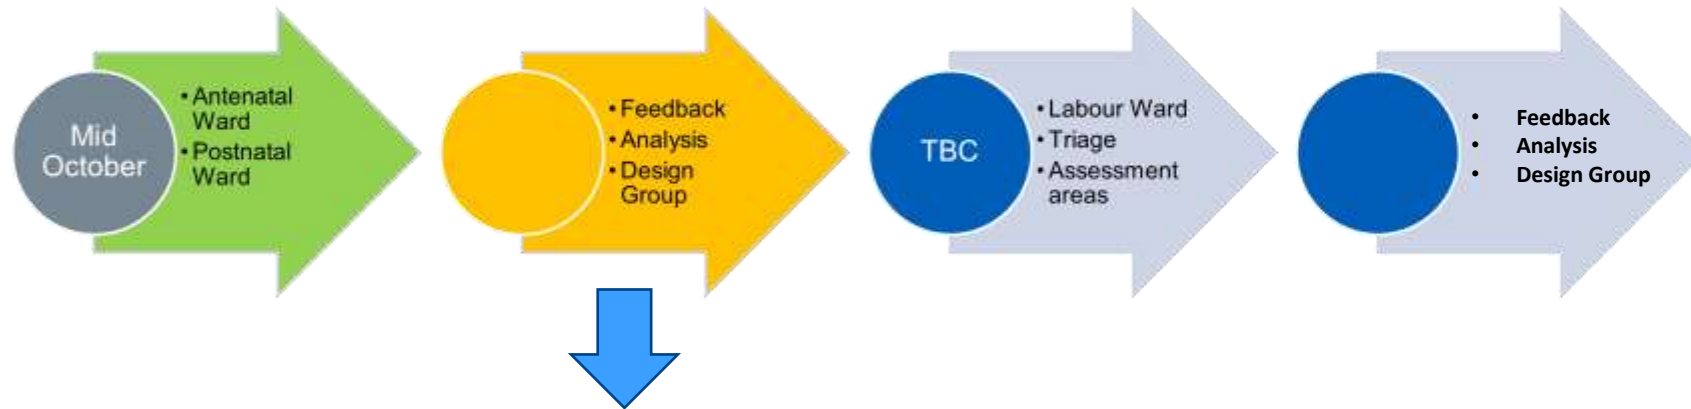 Mid
October
• Antenatal
Ward
• Postnatal
Ward
• Feedback
• Analysis
• Design
Group
TBC
• Labour Ward
• Triage
• Assessment
areas
• Feedback
• Analysis
• Design Group